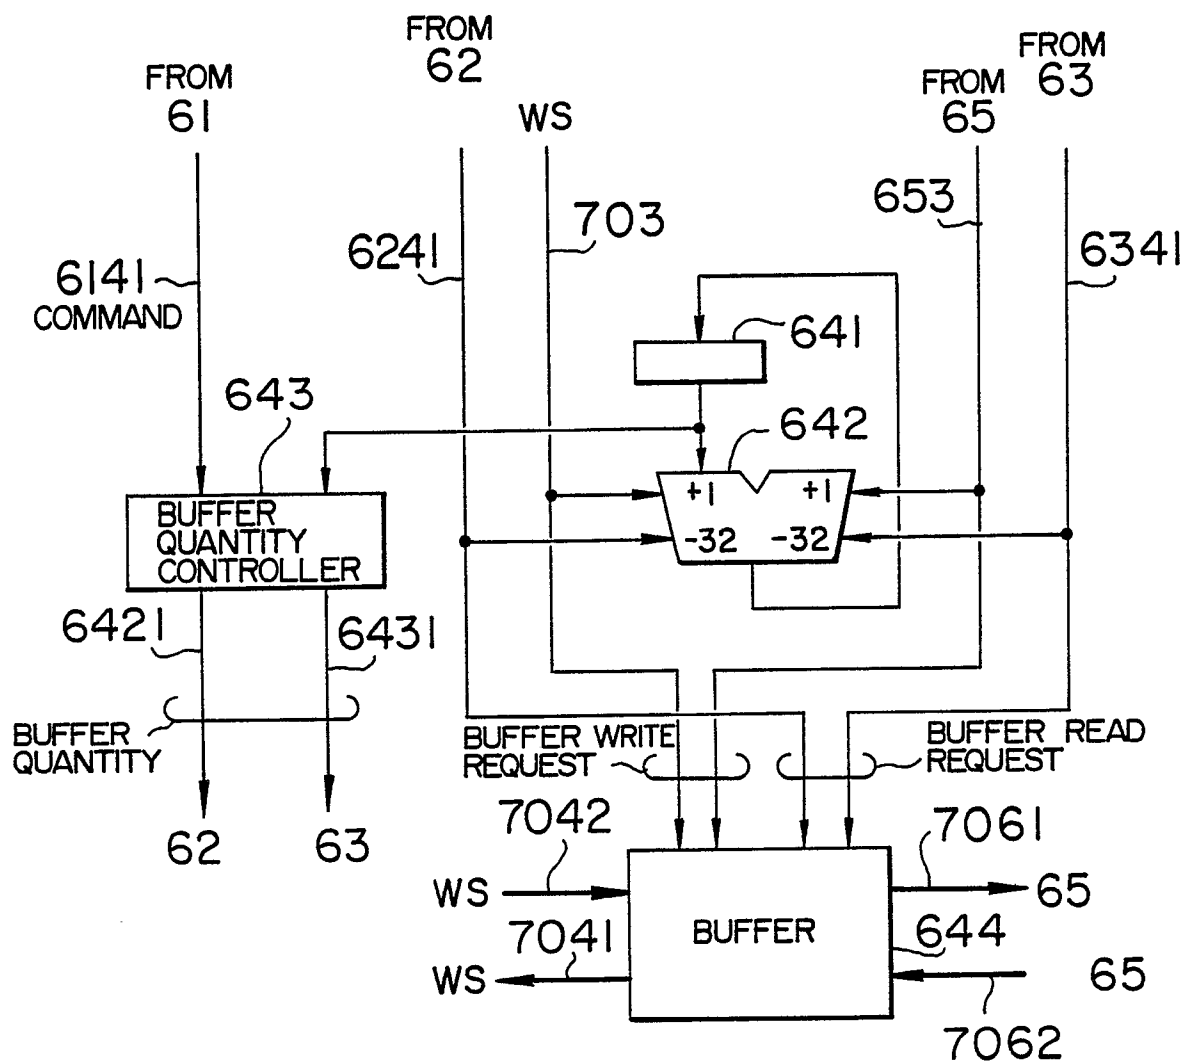 FROM
62
FROM
63
FROM
61
WS
FROM
65
653
703
6241
6341
6141
COMMAND
641
643
642
+1
+1
-32
-32
BUFFER
QUANTITY
CONTROLLER
6421
6431
BUFFER
QUANTITY
BUFFER WRITE
REQUEST
BUFFER READ
REQUEST
62
63
7042
7061
WS
65
BUFFER
644
7041
WS
65
7062